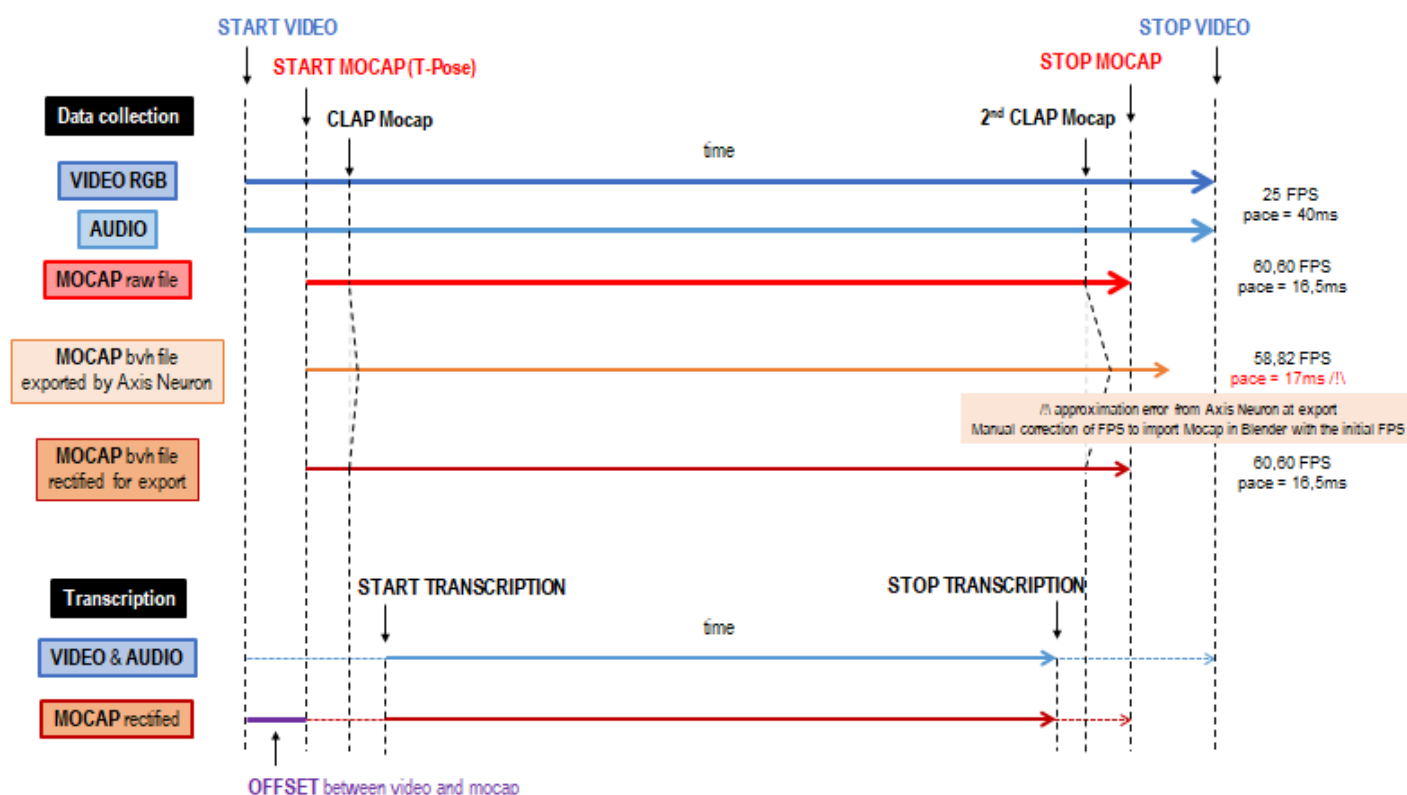 START VIDEO
STOP VIDEO
START MOCAP (T-Pose)
STOP MOCAP
Data collection
CLAP Mocap
2nd CLAP Mocap
time
VIDEO RGB
25 FPS
pace = 40ms
AUDIO
MOCAP raw file
60,60 FPS
pace = 16,5ms
MOCAP bvh file
exported by Axis Neuron
58,82 FPS
pace = 17ms /!\
/!\ approximation error from Axis Neuron at export
Manual correction of FPS to import Mocap in Blender with the initial FPS
MOCAP bvh file
rectified for export
60,60 FPS
pace = 16,5ms
Transcription
START TRANSCRIPTION
STOP TRANSCRIPTION
time
VIDEO & AUDIO
MOCAP rectified
OFFSET between video and mocap